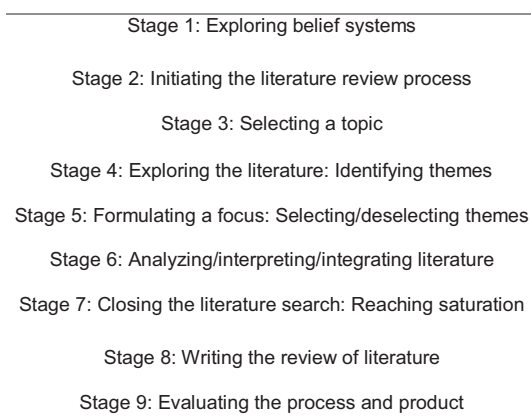 Stage 1: Exploring belief systems
Stage 2: Initiating the literature review process
Stage 3: Selecting a topic
Stage 4: Exploring the literature: Identifying themes
Stage 5: Formulating a focus: Selecting/deselecting themes
Stage 6: Analyzing/interpreting/integrating literature
Stage 7: Closing the literature search: Reaching saturation
Stage 8: Writing the review of literature
Stage 9: Evaluating the process and product